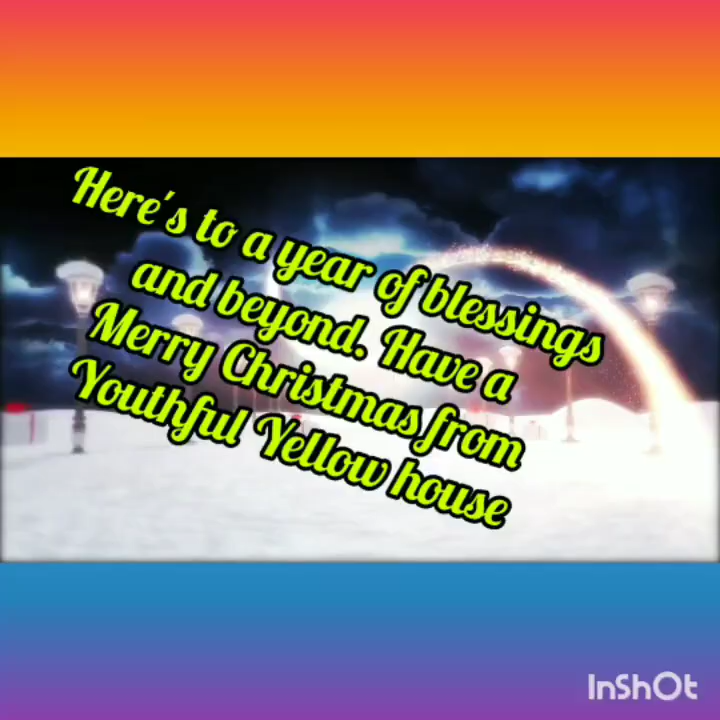 Here's to a year of blessings
and beyond. Have a
Merry Christmas from
Youthful Yellow house
InShOt